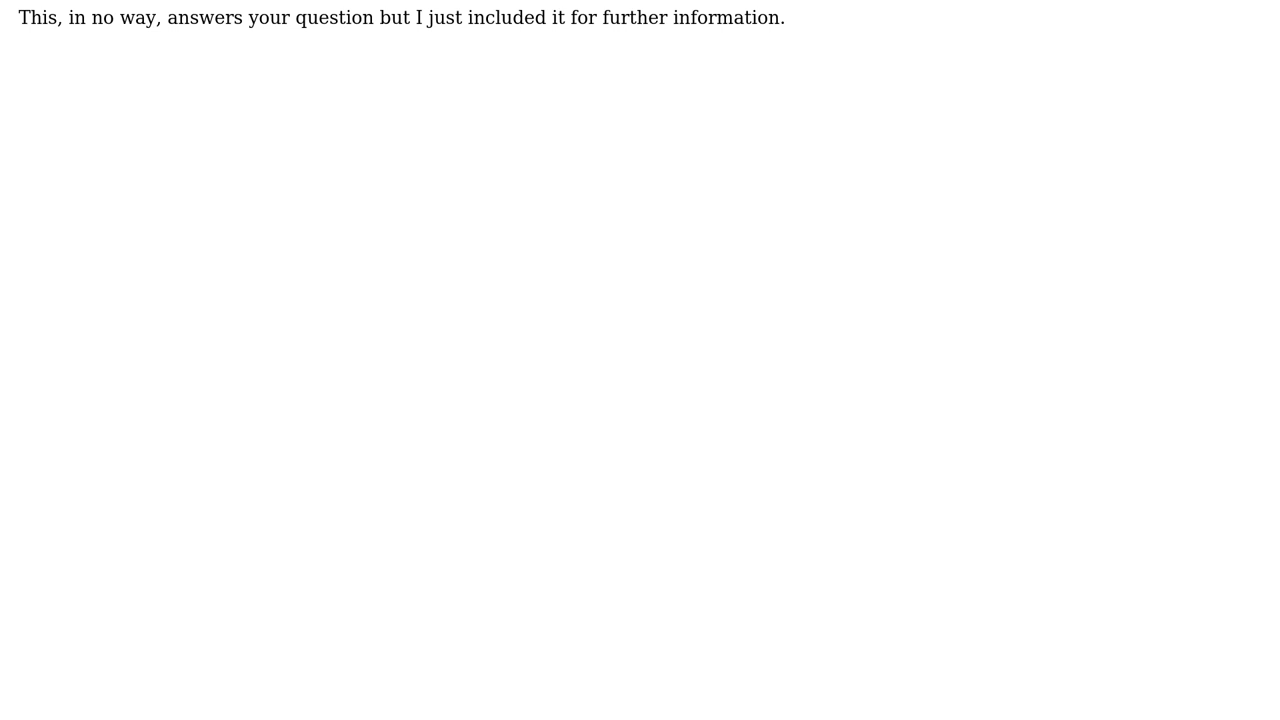 This, in no way, answers your question but I just included it for further information.